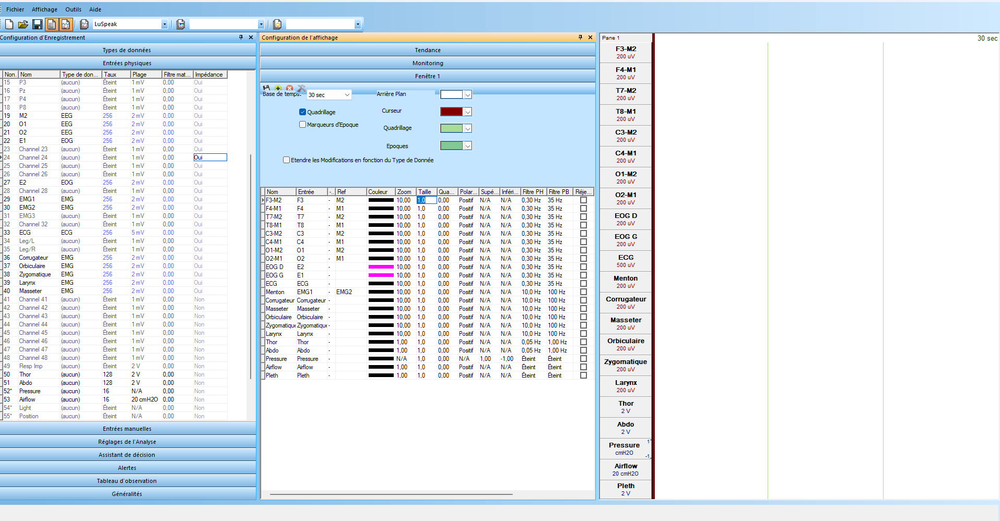 Fichier Affichage Outils Aide
LuSpeak
Configuration d'Enregistrement
Types de données
Entrées physiques
Non. Nom Type de don... Taux Plage Filtre mat... Impédance
15 P3 (aucun) Éteint 1 mV 0,00 Oui
16 Pz (aucun) Éteint 1 mV 0,00 Oui
17 P4 (aucun) Éteint 1 mV 0,00 Oui
18 P8 (aucun) Éteint 1 mV 0,00 Oui
19 M2 EEG 256 2 mV 0,00 Oui
20 O1 EEG 256 2 mV 0,00 Oui
21 O2 EEG 256 2 mV 0,00 Oui
22 E1 EOG 256 2 mV 0,00 Oui
23 Channel 23 (aucun) Éteint 1 mV 0,00 Oui
24 Channel 24 (aucun) Éteint 1 mV 0,00 Oui
25 Channel 25 (aucun) Éteint 1 mV 0,00 Oui
26 Channel 26 (aucun) Éteint 1 mV 0,00 Oui
27 E2 EOG 256 2 mV 0,00 Oui
28 Channel 28 (aucun) Éteint 1 mV 0,00 Oui
29 EMG1 EMG 256 2 mV 0,00 Oui
30 EMG2 EMG 256 2 mV 0,00 Oui
31 EMG3 (aucun) Éteint 1 mV 0,00 Oui
32 Channel 32 (aucun) Éteint 1 mV 0,00 Oui
33 ECG ECG 256 5 mV 0,00 Oui
34 Leg/L (aucun) Éteint 1 mV 0,00 Oui
35 Leg/R (aucun) Éteint 1 mV 0,00 Oui
36 Corrugateur EMG 256 2 mV 0,00 Oui
37 Orbiculaire EMG 256 2 mV 0,00 Oui
38 Zygomatique EMG 256 2 mV 0,00 Oui
39 Larynx EMG 256 2 mV 0,00 Oui
40 Masseter EMG 256 2 mV 0,00 Oui
41 Channel 41 (aucun) Éteint 1 mV 0,00 Non
42 Channel 42 (aucun) Éteint 1 mV 0,00 Non
43 Channel 43 (aucun) Éteint 1 mV 0,00 Non
44 Channel 44 (aucun) Éteint 1 mV 0,00 Non
45 Channel 45 (aucun) Éteint 1 mV 0,00 Non
46 Channel 46 (aucun) Éteint 1 mV 0,00 Non
47 Channel 47 (aucun) Éteint 1 mV 0,00 Non
48 Channel 48 (aucun) Éteint 1 mV 0,00 Non
49 Resp Imp (aucun) Éteint 2 V 0,00 Non
50 Thor (aucun) 128 2 V 0,00 Non
51 Abdo (aucun) 128 2 V 0,00 Non
52* Pressure (aucun) 16 N/A 0,00 Non
53 Airflow (aucun) 16 20 cmH2O 0,00 Non
54* Light (aucun) Éteint N/A 0,00 Non
55* Position (aucun) Éteint N/A 0,00 Non
Entrées manuelles
Réglages de l'Analyse
Assistant de décision
Alertes
Tableau d'observation
Généralités
Configuration de l'affichage
Tendance
Monitoring
Fenêtre 1
Base de temps: 30 sec Arrière Plan
Quadrillage Curseur
Marqueurs d'Epoque Quadrillage
Epoques
Etendre les Modifications en fonction du Type de Donnée
Nom Entrée -.. Ref Couleur Zoom Taille Qua... Polar... Supé... Inféri... Filtre PH Filtre PB Réje...
F3-M2 F3 - M2 10,00 1,0 0,00 Positif N/A N/A 0,30 Hz 35 Hz
F4-M1 F4 - M1 10,00 1,0 0,00 Positif N/A N/A 0,30 Hz 35 Hz
T7-M2 T7 - M2 10,00 1,0 0,00 Positif N/A N/A 0,30 Hz 35 Hz
T8-M1 T8 - M1 10,00 1,0 0,00 Positif N/A N/A 0,30 Hz 35 Hz
C3-M2 C3 - M2 10,00 1,0 0,00 Positif N/A N/A 0,30 Hz 35 Hz
C4-M1 C4 - M1 10,00 1,0 0,00 Positif N/A N/A 0,30 Hz 35 Hz
O1-M2 O1 - M2 10,00 1,0 0,00 Positif N/A N/A 0,30 Hz 35 Hz
O2-M1 O2 - M1 10,00 1,0 0,00 Positif N/A N/A 0,30 Hz 35 Hz
EOG D E2 - 10,00 1,0 0,00 Positif N/A N/A 0,30 Hz 35 Hz
EOG G E1 - 10,00 1,0 0,00 Positif N/A N/A 0,30 Hz 35 Hz
ECG ECG - 10,00 1,0 0,00 Positif N/A N/A 0,30 Hz 35 Hz
Menton EMG1 - EMG2 10,00 1,0 0,00 Positif N/A N/A 10,0 Hz 100 Hz
Corrugateur Corrugateur - 10,00 1,0 0,00 Positif N/A N/A 10,0 Hz 100 Hz
Masseter Masseter - 10,00 1,0 0,00 Positif N/A N/A 10,0 Hz 100 Hz
Orbiculaire Orbiculaire - 10,00 1,0 0,00 Positif N/A N/A 10,0 Hz 100 Hz
Zygomatique Zygomatique - 10,00 1,0 0,00 Positif N/A N/A 10,0 Hz 100 Hz
Larynx Larynx - 10,00 1,0 0,00 Positif N/A N/A 10,0 Hz 100 Hz
Thor Thor - 1,00 1,0 0,00 Positif N/A N/A 0,05 Hz 1,00 Hz
Abdo Abdo - 1,00 1,0 0,00 Positif N/A N/A 0,05 Hz 1,00 Hz
Pressure Pressure - N/A 1,0 0,00 N/A 1,00 -1,00 Éteint Éteint
Airflow Airflow - 1,00 1,0 0,00 Positif N/A N/A Éteint Éteint
Pleth Pleth - 1,00 1,0 0,00 Positif N/A N/A Éteint Éteint
Pane 1
30 sec
F3-M2
200 uV
F4-M1
200 uV
T7-M2
200 uV
T8-M1
200 uV
C3-M2
200 uV
C4-M1
200 uV
O1-M2
200 uV
O2-M1
200 uV
EOG D
200 uV
EOG G
200 uV
ECG
500 uV
Menton
200 uV
Corrugateur
200 uV
Masseter
200 uV
Orbiculaire
200 uV
Zygomatique
200 uV
Larynx
200 uV
Thor
2 V
Abdo
2 V
Pressure 1
cmH2O -1
Airflow
20 cmH2O
Pleth
2 V